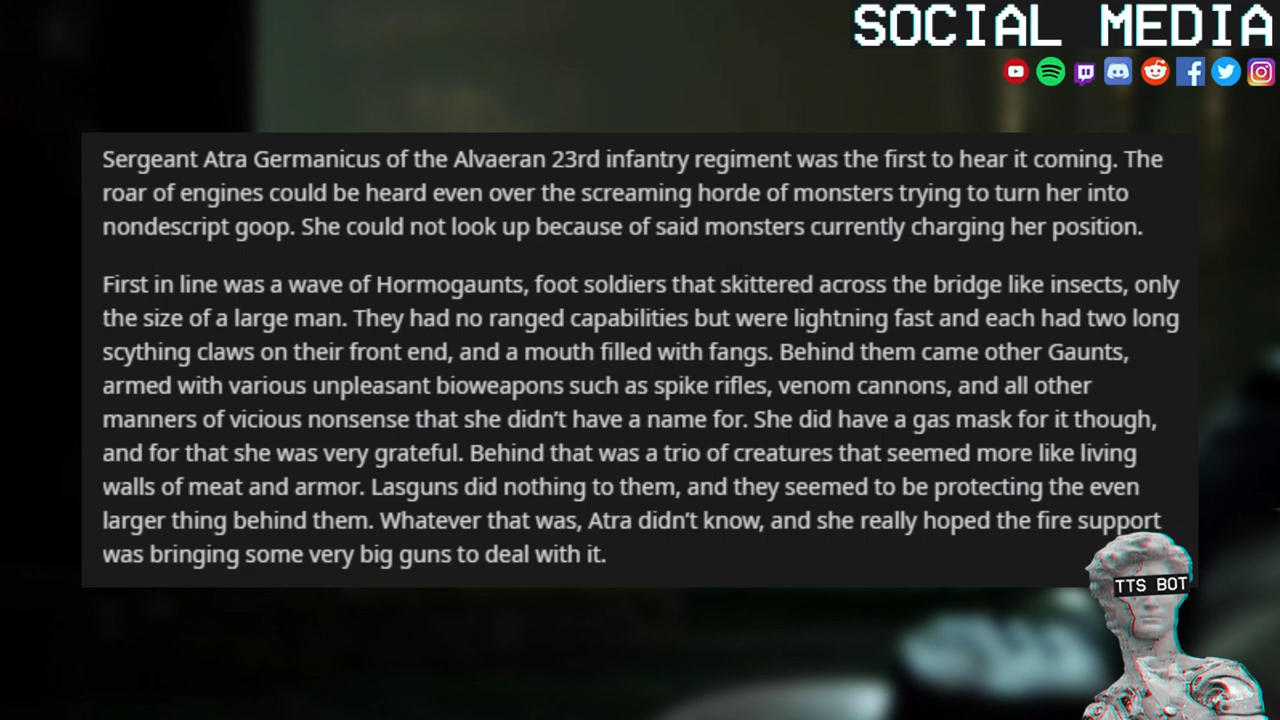 SOCIAL MEDIA
Sergeant Atra Germanicus of the Alvaeran 23rd infantry regiment was the first to hear it coming. The
roar of engines could be heard even over the screaming horde of monsters trying to turn her into
nondescript goop. She could not look up because of said monsters currently charging her position.
First in line was a wave of Hormogaunts, foot soldiers that skittered across the bridge like insects, only
the size of a large man. They had no ranged capabilities but were lightning fast and each had two long
scything claws on their front end, and a mouth filled with fangs. Behind them came other Gaunts,
armed with various unpleasant bioweapons such as spike rifles, venom cannons, and all other
manners of vicious nonsense that she didn’t have a name for. She did have a gas mask for it though,
and for that she was very grateful. Behind that was a trio of creatures that seemed more like living
walls of meat and armor. Lasguns did nothing to them, and they seemed to be protecting the even
larger thing behind them. Whatever that was, Atra didn’t know, and she really hoped the fire support
was bringing some very big guns to deal with it.
TTS BOT